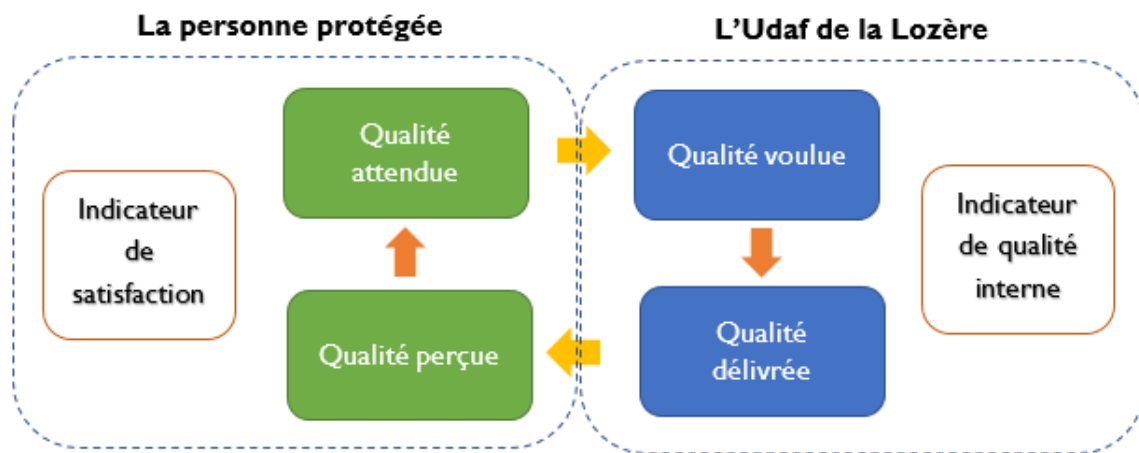 La personne protégée
L'Udaf de la Lozère
Qualité
attendue
Qualité voulue
Indicateur
de
satisfaction
Indicateur
de qualité
interne
Qualité perçue
Qualité
délivrée